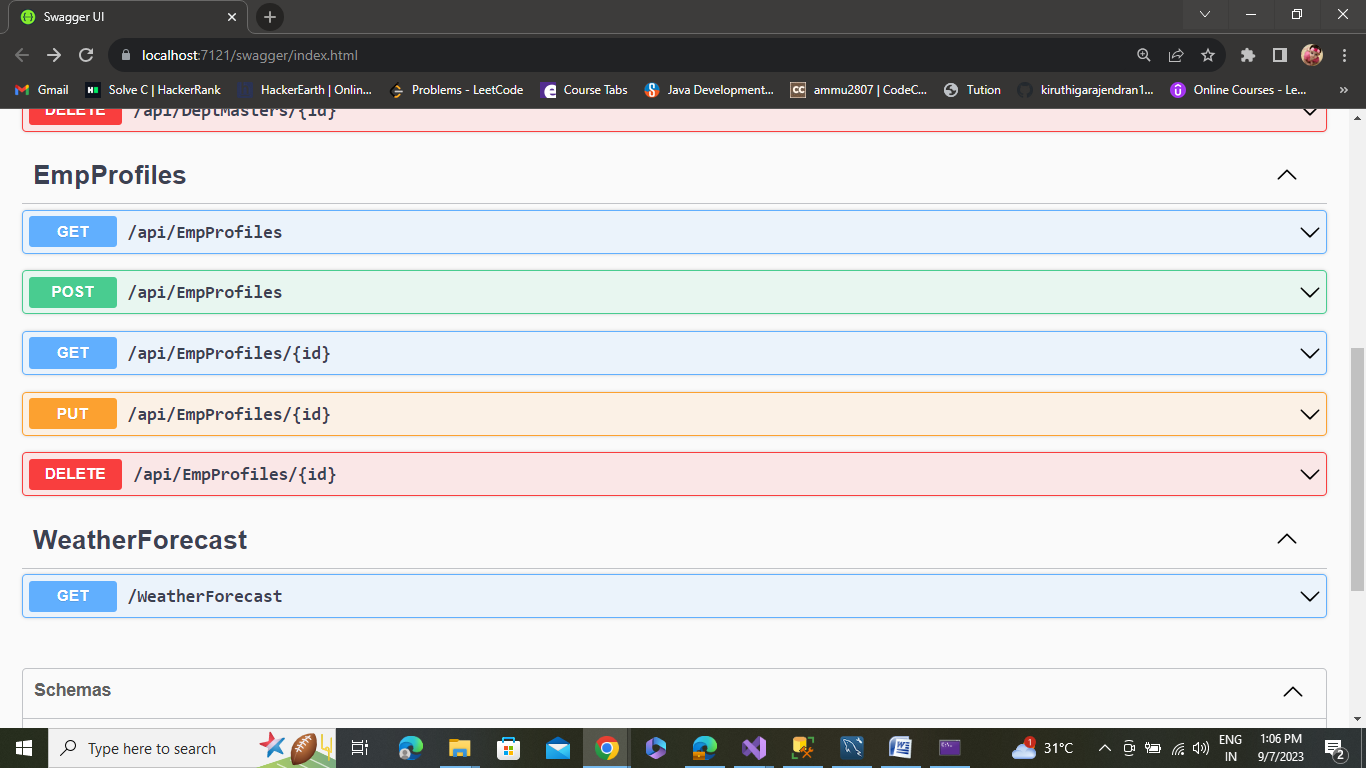 Swagger UI
localhost:7121/swagger/index.html
Gmail
Solve C | HackerRank
HackerEarth | Onlin...
Problems - LeetCode
Course Tabs
Java Development...
ammu2807 | CodeC...
Tution
kiruthigarajendran1...
Online Courses - Le...
»
DELETE /api/DeptMasters/{id}
EmpProfiles
GET /api/EmpProfiles
POST /api/EmpProfiles
GET /api/EmpProfiles/{id}
PUT /api/EmpProfiles/{id}
DELETE /api/EmpProfiles/{id}
WeatherForecast
GET /WeatherForecast
Schemas
Type here to search
31°C
ENG
IN
1:06 PM
9/7/2023
2